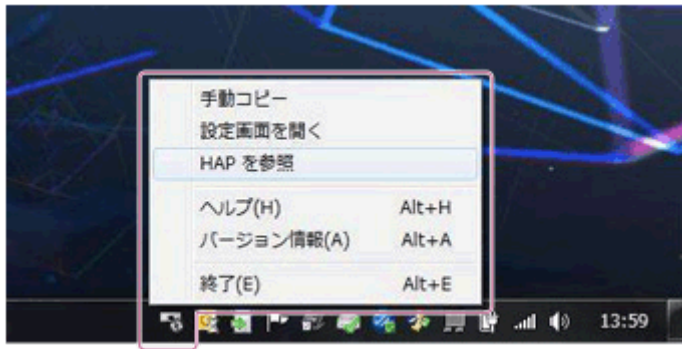 手動コピー
設定画面を開く
HAP を参照
ヘルプ(H) Alt+H
バージョン情報(A) Alt+A
終了(E) Alt+E
13:59